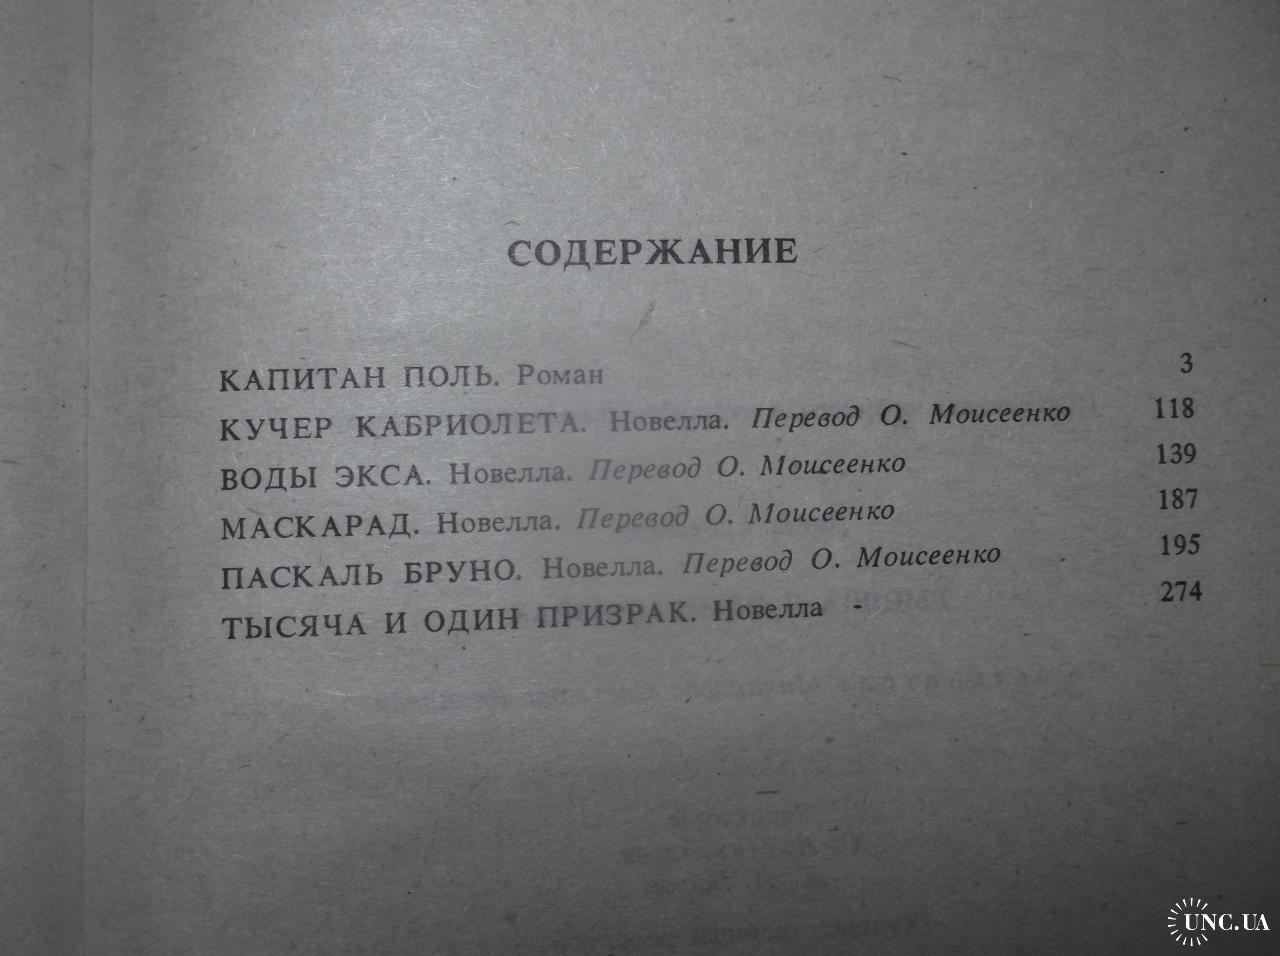 СОДЕРЖАНИЕ
КАПИТАН ПОЛЬ. Роман 3
КУЧЕР КАБРИОЛЕТА. Новелла. Перевод О. Моисеенко 118
ВОДЫ ЭКСА. Новелла. Перевод О. Моисеенко 139
МАСКАРАД. Новелла. Перевод О. Моисеенко 187
ПАСКАЛЬ БРУНО. Новелла. Перевод О. Моисеенко 195
ТЫСЯЧА И ОДИН ПРИЗРАК. Новелла - 274
UNC.UA